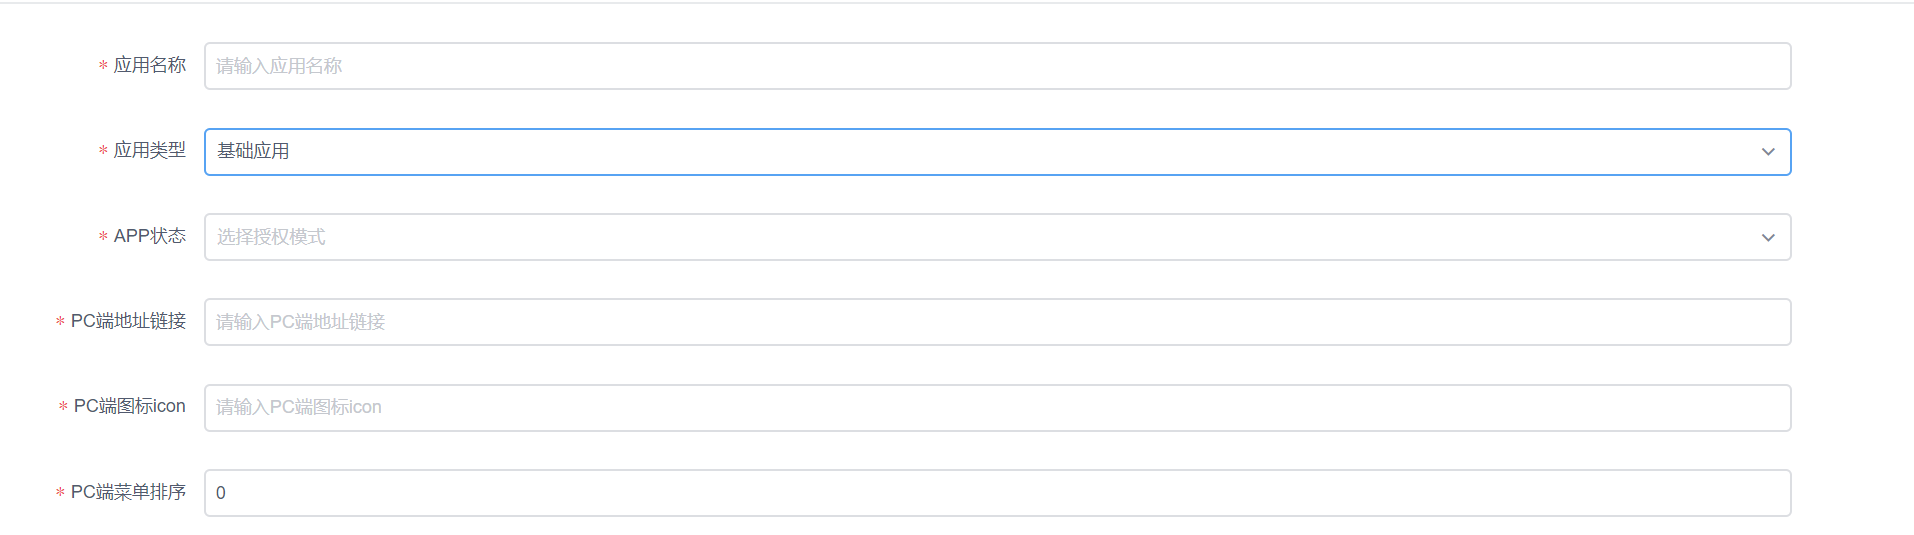 * 应用名称 请输入应用名称
* 应用类型 基础应用
* APP状态 选择授权模式
* PC端地址链接 请输入PC端地址链接
* PC端图标icon 请输入PC端图标icon
* PC端菜单排序 0